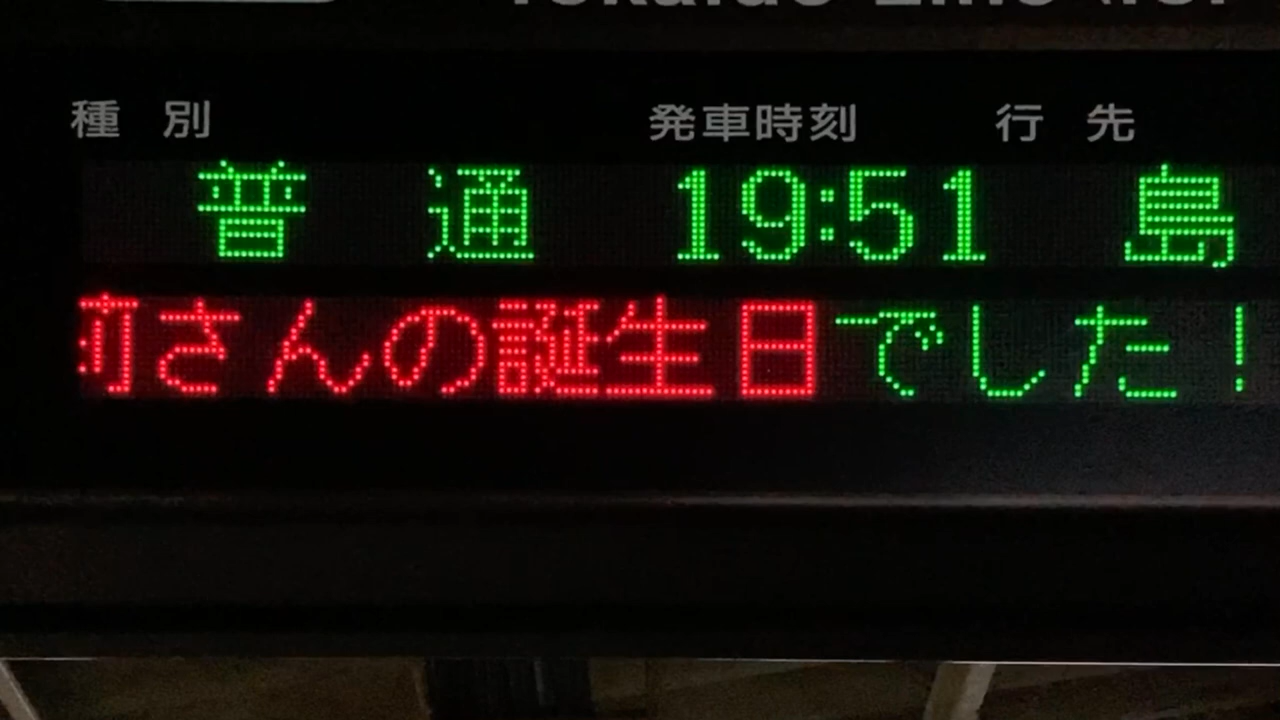 種別 発車時刻 行先
普通 19:51 島
さんの誕生日でした!